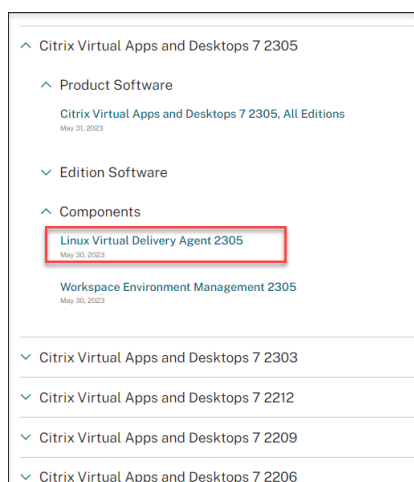 Citrix Virtual Apps and Desktops 7 2305
Product Software
Citrix Virtual Apps and Desktops 7 2305, All Editions
May 31, 2023
Edition Software
Components
Linux Virtual Delivery Agent 2305
May 30, 2023
Workspace Environment Management 2305
May 30, 2023
Citrix Virtual Apps and Desktops 7 2303
Citrix Virtual Apps and Desktops 7 2212
Citrix Virtual Apps and Desktops 7 2209
Citrix Virtual Apps and Desktops 7 2206